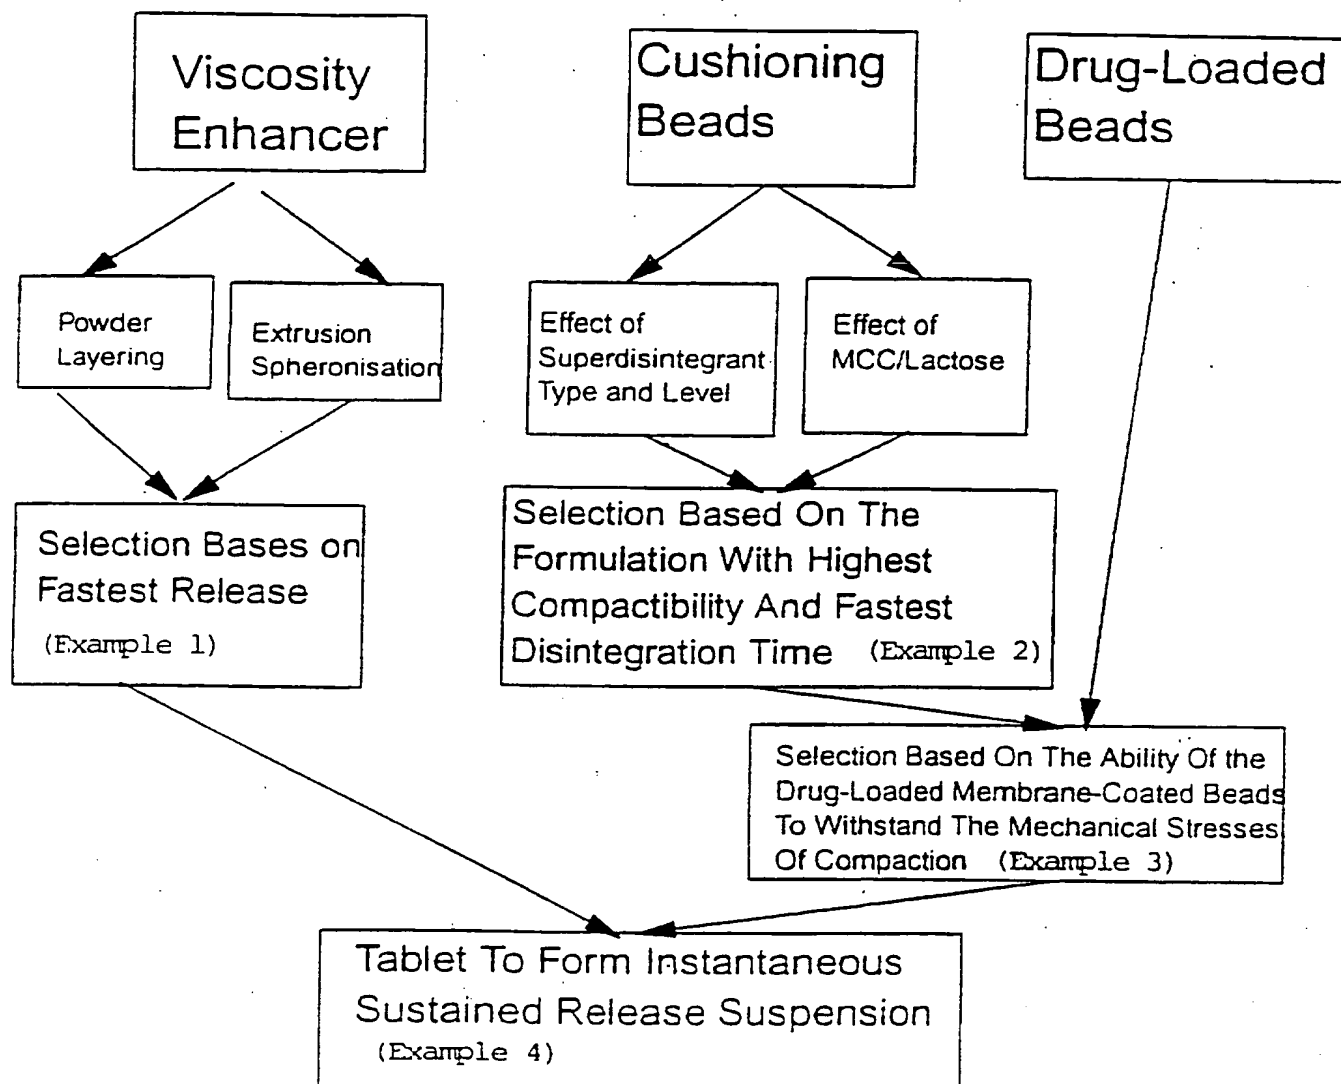 Viscosity
Enhancer
Cushioning
Beads
Drug-Loaded
Beads
Powder
Layering
Extrusion
Spheronisation
Effect of
Superdisintegrant
Type and Level
Effect of
MCC/Lactose
Selection Bases on
Fastest Release
(Example 1)
Selection Based On The
Formulation With Highest
Compactibility And Fastest
Disintegration Time (Example 2)
Selection Based On The Ability Of the
Drug-Loaded Membrane-Coated Beads
To Withstand The Mechanical Stresses
Of Compaction (Example 3)
Tablet To Form Instantaneous
Sustained Release Suspension
(Example 4)